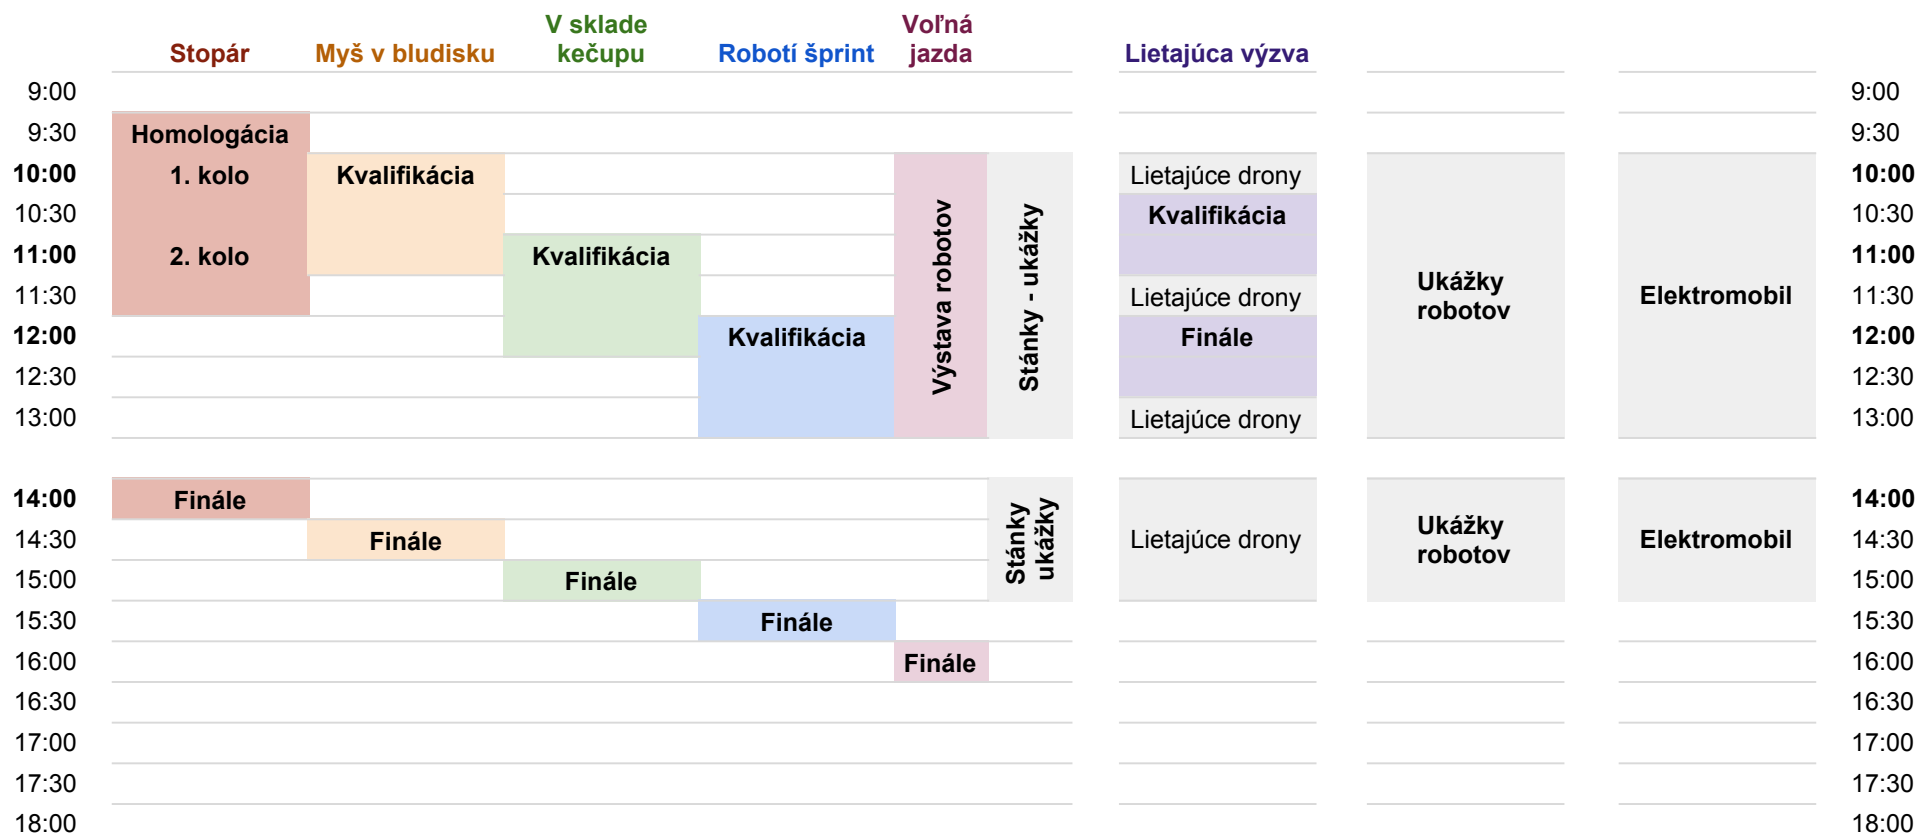 Stopár Myš v bludisku V sklade kečupu Robotí šprint Voľná jazda Lietajúca výzva
9:00 9:00
9:30 Homologácia 9:30
10:00 1. kolo Kvalifikácia Lietajúce drony 10:00
10:30 Kvalifikácia 10:30
11:00 2. kolo Kvalifikácia 11:00
Výstava robotov
Stánky - ukážky
Ukážky
robotov
Elektromobil
11:30 Lietajúce drony 11:30
12:00 Kvalifikácia Finále 12:00
12:30 12:30
13:00 Lietajúce drony 13:00
14:00 Finále 14:00
Stánky
ukážky
Ukážky
robotov
14:30 Finále Lietajúce drony Elektromobil 14:30
15:00 Finále 15:00
15:30 Finále 15:30
16:00 Finále 16:00
16:30 16:30
17:00 17:00
17:30 17:30
18:00 18:00